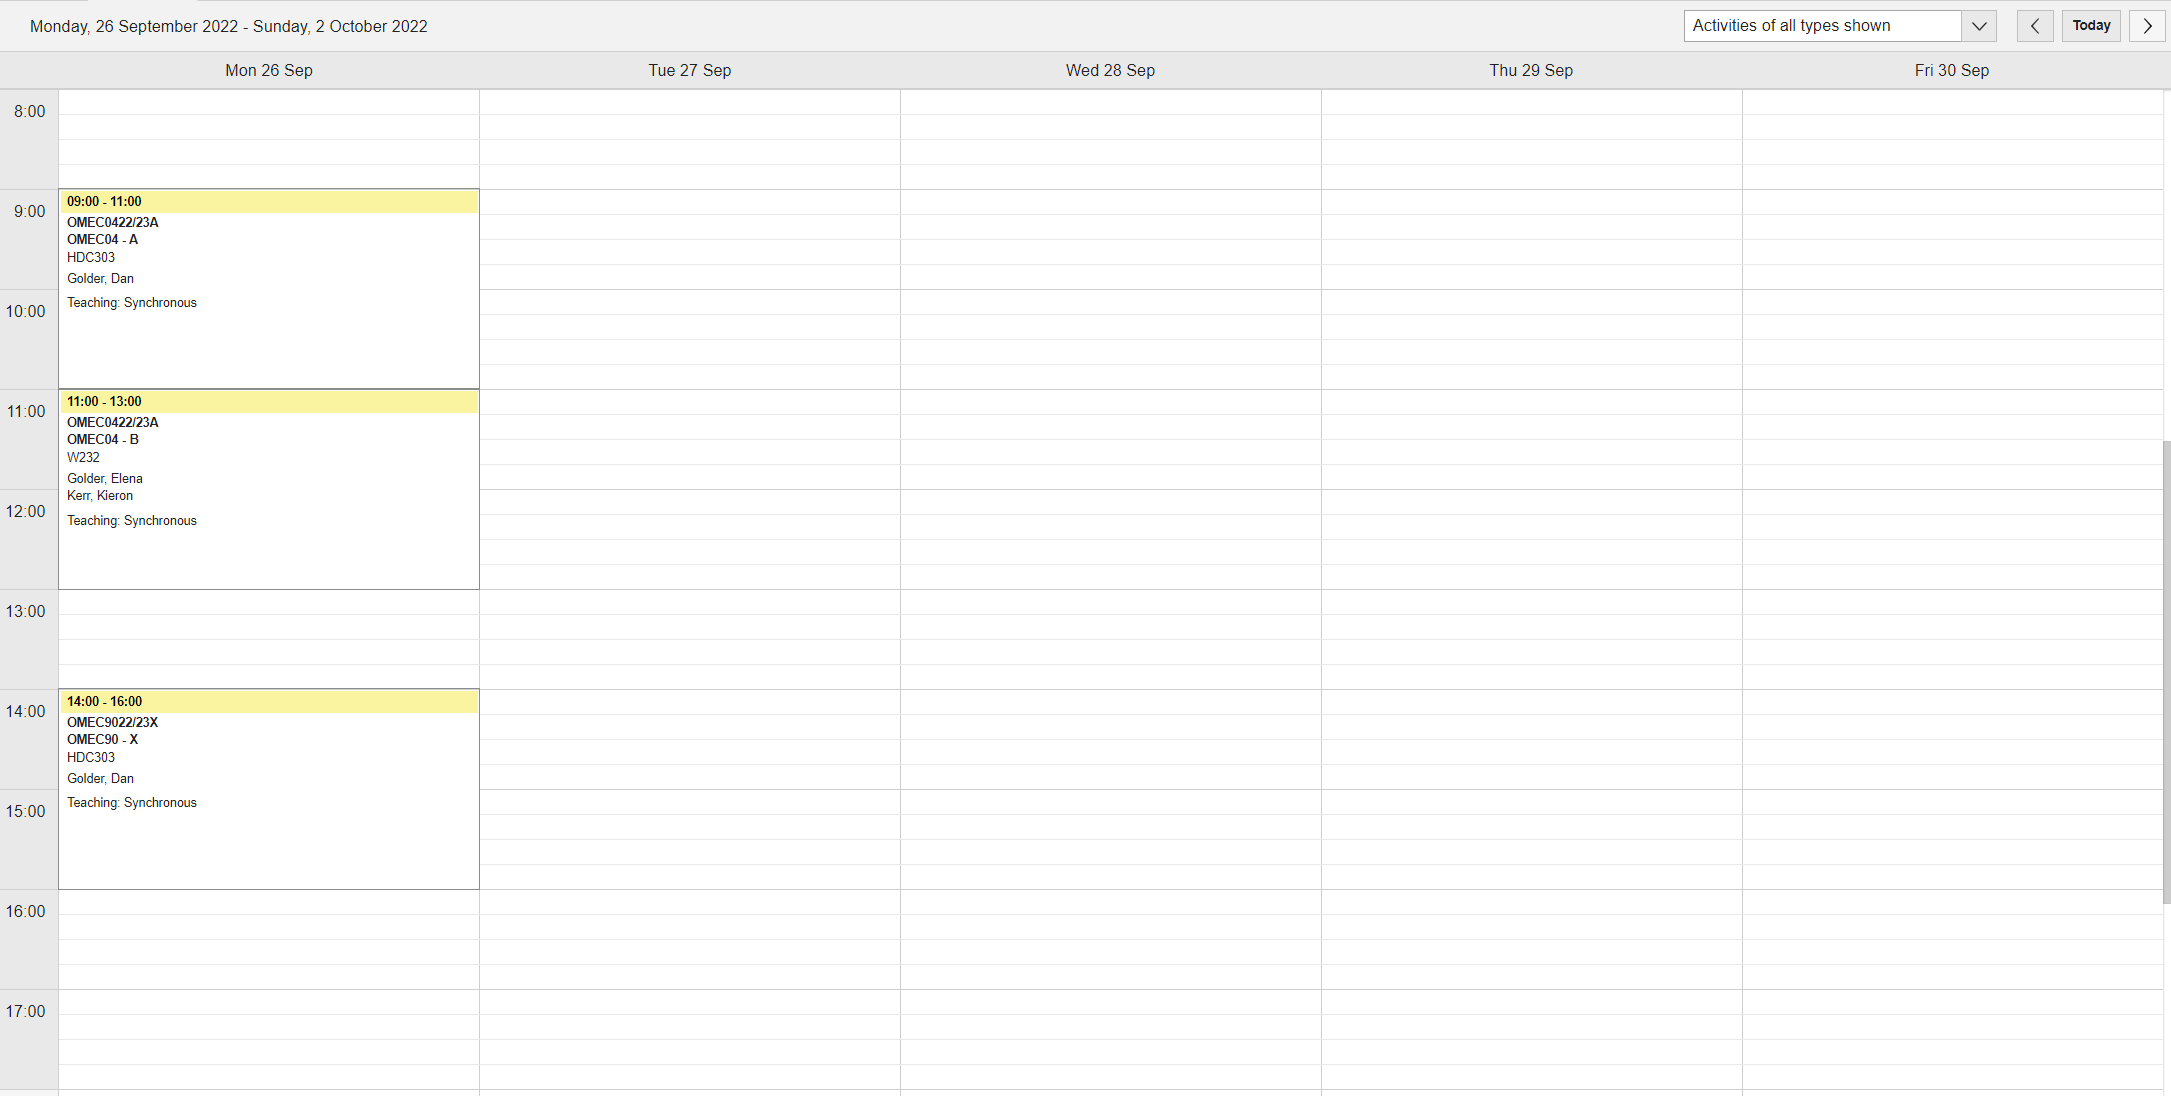 Monday, 26 September 2022 - Sunday, 2 October 2022
Activities of all types shown
Today
Mon 26 Sep
Tue 27 Sep
Wed 28 Sep
Thu 29 Sep
Fri 30 Sep
8:00
9:00
09:00 - 11:00
OMEC0422/23A
OMEC04 - A
HDC303
Golder, Dan
Teaching: Synchronous
10:00
11:00
11:00 - 13:00
OMEC0422/23A
OMEC04 - B
W232
Golder, Elena
Kerr, Kieron
Teaching: Synchronous
12:00
13:00
14:00
14:00 - 16:00
OMEC9022/23X
OMEC90 - X
HDC303
Golder, Dan
Teaching: Synchronous
15:00
16:00
17:00